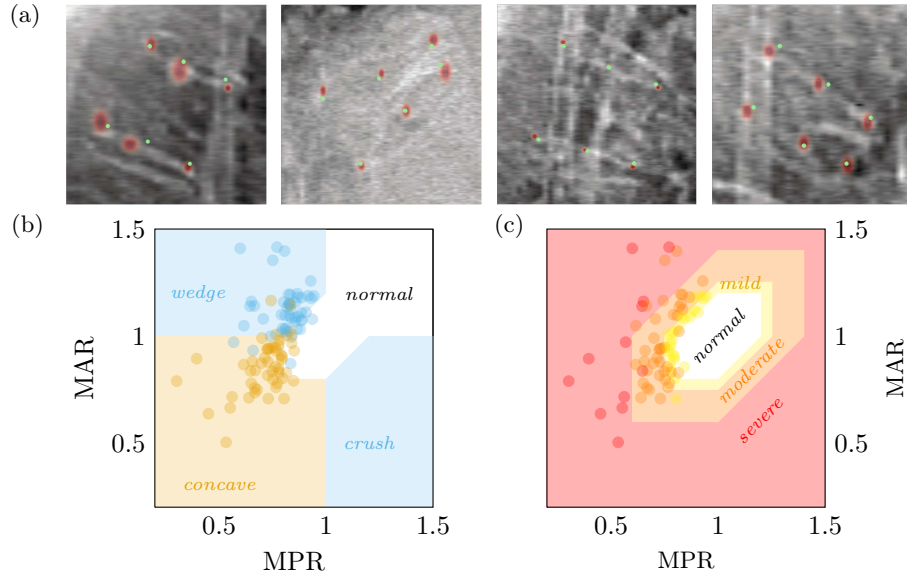 (a)
(b)
(c)
1.5
1
0.5
MAR
wedge
normal
concave
crush
0.5
1
1.5
MPR
mild
normal
moderate
severe
1.5
1
0.5
MAR
0.5
1
1.5
MPR